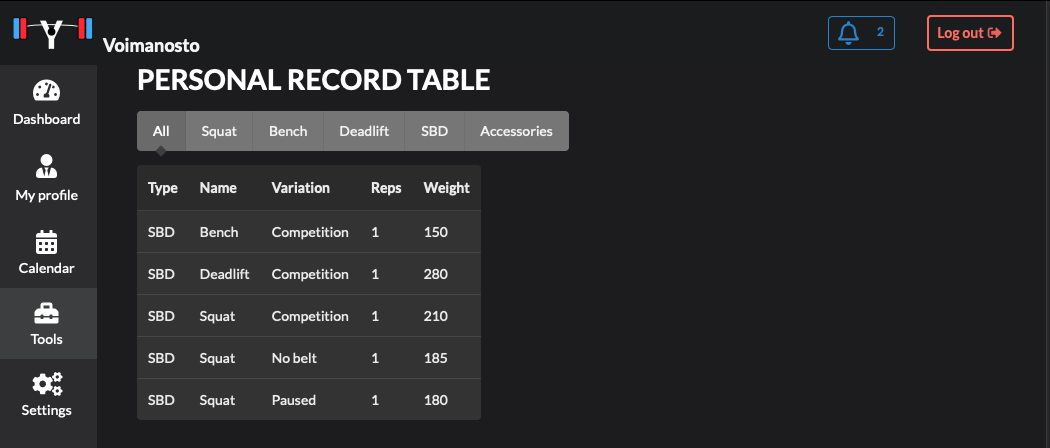 Voimanosto
2
Log out
Dashboard
My profile
Calendar
Tools
Settings
PERSONAL RECORD TABLE
All Squat Bench Deadlift SBD Accessories
Type Name Variation Reps Weight
SBD Bench Competition 1 150
SBD Deadlift Competition 1 280
SBD Squat Competition 1 210
SBD Squat No belt 1 185
SBD Squat Paused 1 180